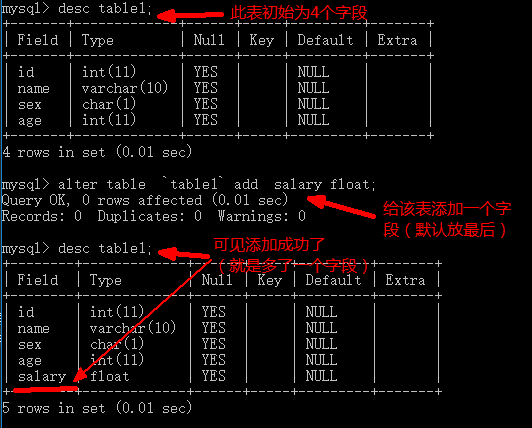 mysql> desc table1;
此表初始为4个字段
+--------+-------------+------+-----+---------+-------+
| Field | Type | Null | Key | Default | Extra |
+--------+-------------+------+-----+---------+-------+
| id | int(11) | YES | | NULL | |
| name | varchar(10) | YES | | NULL | |
| sex | char(1) | YES | | NULL | |
| age | int(11) | YES | | NULL | |
+--------+-------------+------+-----+---------+-------+
4 rows in set (0.01 sec)
mysql> alter table `table1` add salary float;
Query OK, 0 rows affected (0.01 sec)
Records: 0 Duplicates: 0 Warnings: 0
给该表添加一个字
段（默认放最后）
mysql> desc table1;
可见添加成功了
（就是多了一个字段）
+--------+-------------+------+-----+---------+-------+
| Field | Type | Null | Key | Default | Extra |
+--------+-------------+------+-----+---------+-------+
| id | int(11) | YES | | NULL | |
| name | varchar(10) | YES | | NULL | |
| sex | char(1) | YES | | NULL | |
| age | int(11) | YES | | NULL | |
| salary | float | YES | | NULL | |
+--------+-------------+------+-----+---------+-------+
5 rows in set (0.01 sec)